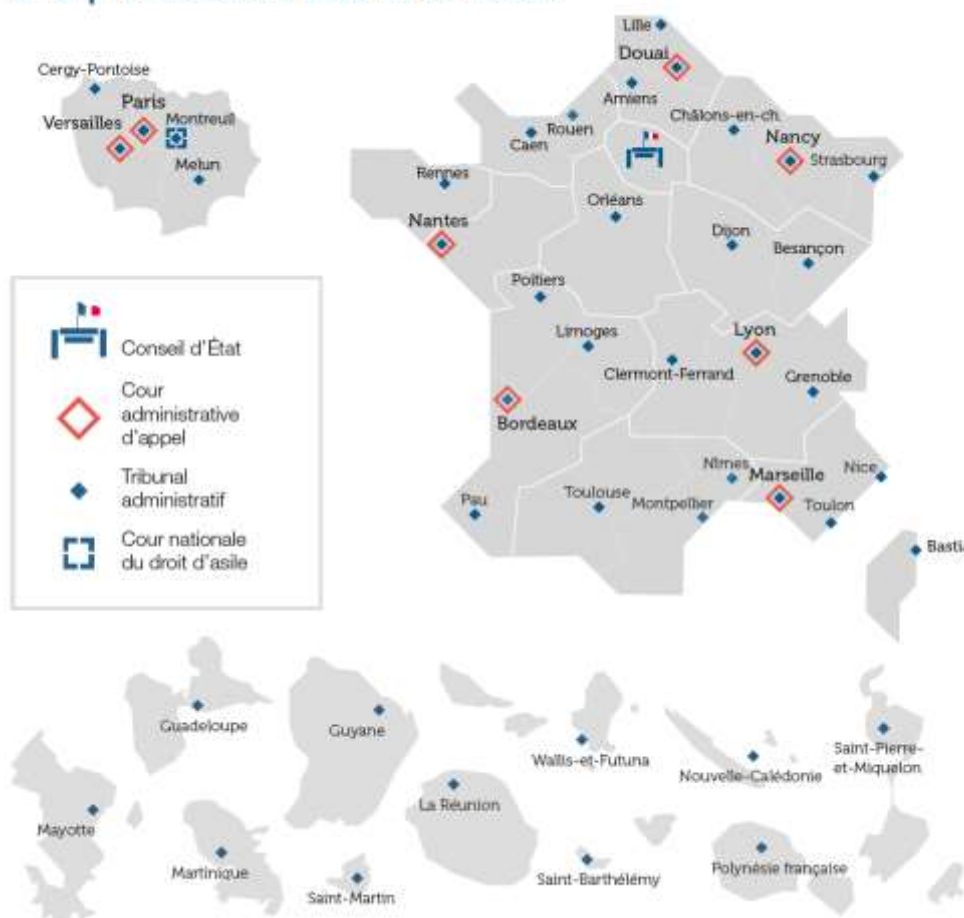 Lille
Douai
Cergy-Pontoise
Amiens
Paris
Châlons-en-ch.
Versailles
Montreuil
Rouen
Nancy
Caen
Strasbourg
Melun
Rennes
Orléans
Nantes
Dijon
Besançon
Poitiers
Limoges
Lyon
Conseil d'État
Clermont-Ferrand
Grenoble
Cour
administrative
d'appel
Bordeaux
Nîmes
Marseille
Nice
Tribunal
administratif
Pau
Toulouse
Montpellier
Toulon
Cour nationale
du droit d'asile
Basti
Guadeloupe
Guyane
Wallis-et-Futuna
Nouvelle-Calédonie
Saint-Pierre-
et-Miquelon
La Réunion
Mayotte
Martinique
Saint-Martin
Saint-Barthélémy
Polynésie française